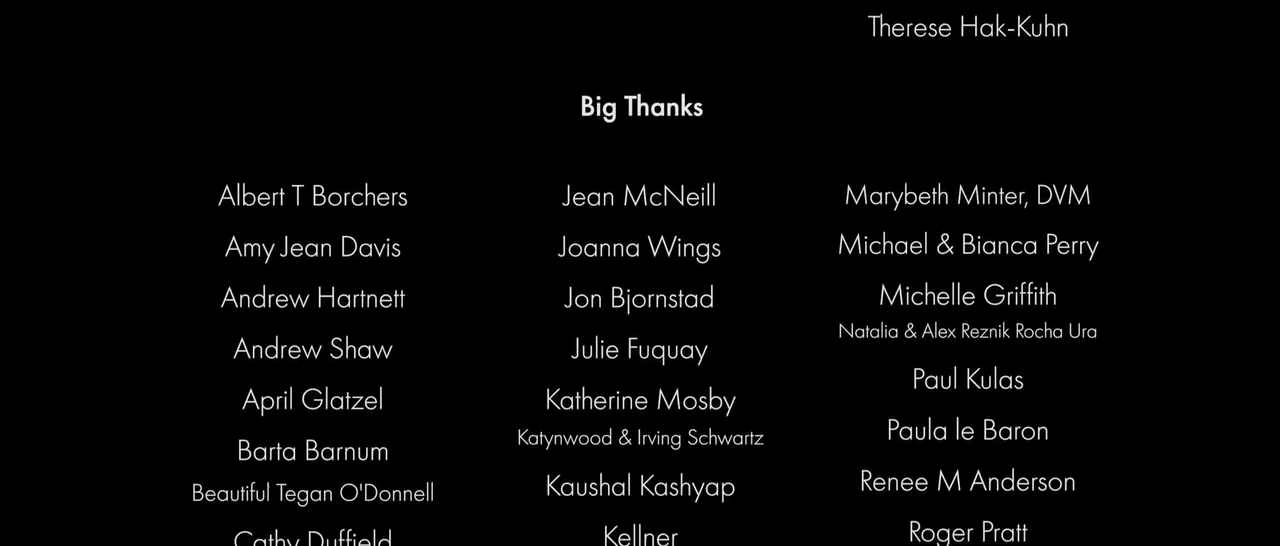 Therese Hak-Kuhn
Big Thanks
Albert T Borchers
Amy Jean Davis
Andrew Hartnett
Andrew Shaw
April Glatzel
Barta Barnum
Beautiful Tegan O'Donnell
Cathy Duffield
Jean McNeill
Joanna Wings
Jon Bjornstad
Julie Fuquay
Katherine Mosby
Katynwood & Irving Schwartz
Kaushal Kashyap
Kellner
Marybeth Minter, DVM
Michael & Bianca Perry
Michelle Griffith
Natalia & Alex Reznik Rocha Ura
Paul Kulas
Paula le Baron
Renee M Anderson
Roger Pratt